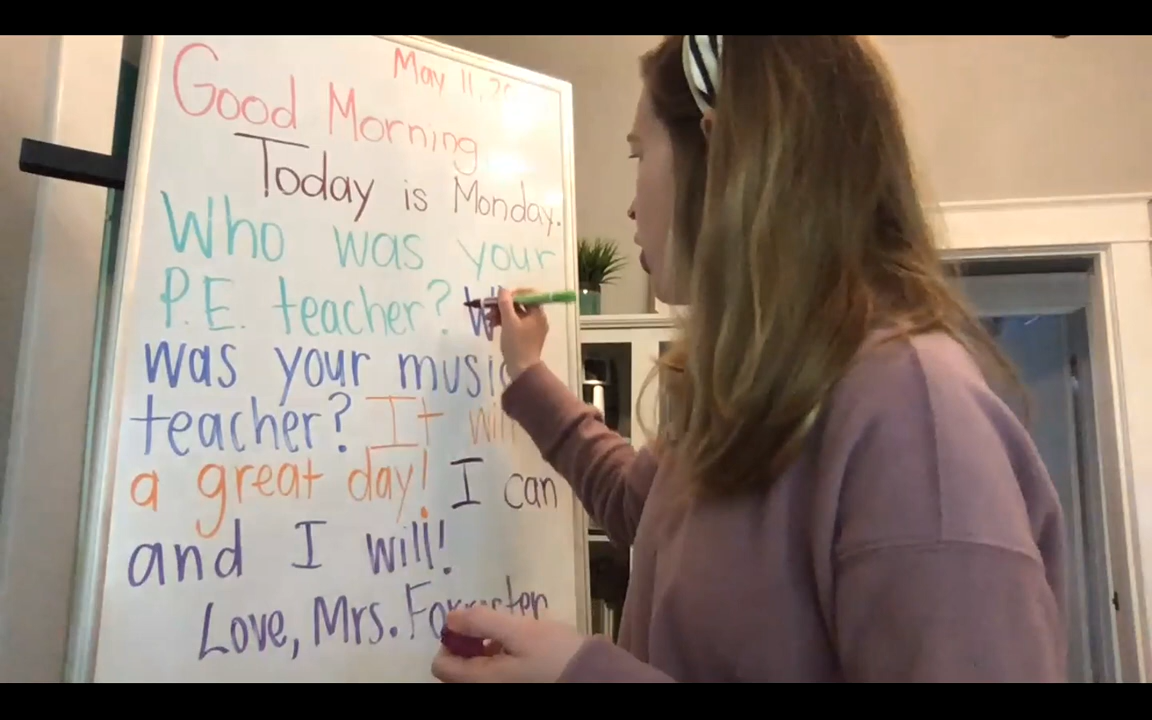 May 11,
Good Morning
Today is Monday.
Who was your
P.E. teacher?
was your music
teacher? It will
a great day! I can
and I will!
Love, Mrs.